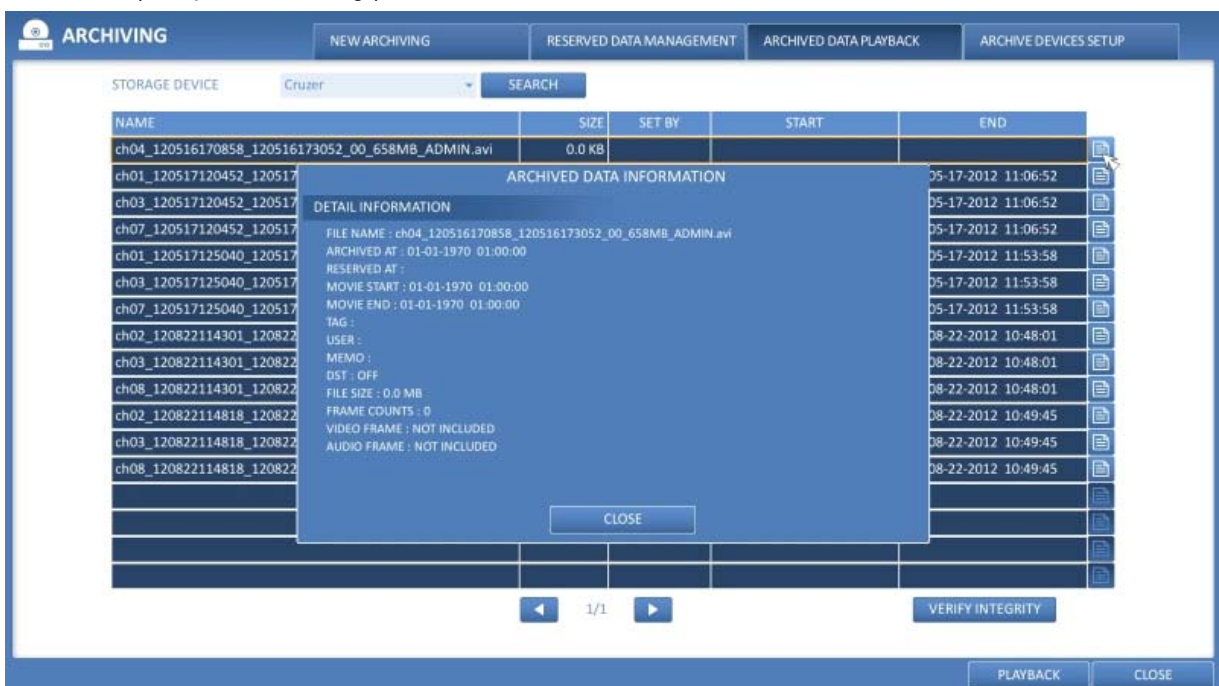 ARCHIVING
NEW ARCHIVING
RESERVED DATA MANAGEMENT
ARCHIVED DATA PLAYBACK
ARCHIVE DEVICES SETUP
STORAGE DEVICE
Cruzer
SEARCH
NAME SIZE SET BY START END
ch04_120516170858_120516173052_00_658MB_ADMIN.avi 0.0 KB
ch01_120517120452_120517 05-17-2012 11:06:52
ch03_120517120452_120517 05-17-2012 11:06:52
ch07_120517120452_120517 05-17-2012 11:06:52
ch01_120517125040_120517 05-17-2012 11:53:58
ch03_120517125040_120517 05-17-2012 11:53:58
ch07_120517125040_120517 05-17-2012 11:53:58
ch02_120822114301_120822 08-22-2012 10:48:01
ch03_120822114301_120822 08-22-2012 10:48:01
ch08_120822114301_120822 08-22-2012 10:48:01
ch02_120822114818_120822 08-22-2012 10:49:45
ch03_120822114818_120822 08-22-2012 10:49:45
ch08_120822114818_120822 08-22-2012 10:49:45
ARCHIVED DATA INFORMATION
DETAIL INFORMATION
FILE NAME : ch04_120516170858_120516173052_00_658MB_ADMIN.avi
ARCHIVED AT : 01-01-1970 01:00:00
RESERVED AT :
MOVIE START : 01-01-1970 01:00:00
MOVIE END : 01-01-1970 01:00:00
TAG :
USER :
MEMO :
DST : OFF
FILE SIZE : 0.0 MB
FRAME COUNTS : 0
VIDEO FRAME : NOT INCLUDED
AUDIO FRAME : NOT INCLUDED
CLOSE
1/1
VERIFY INTEGRITY
PLAYBACK
CLOSE